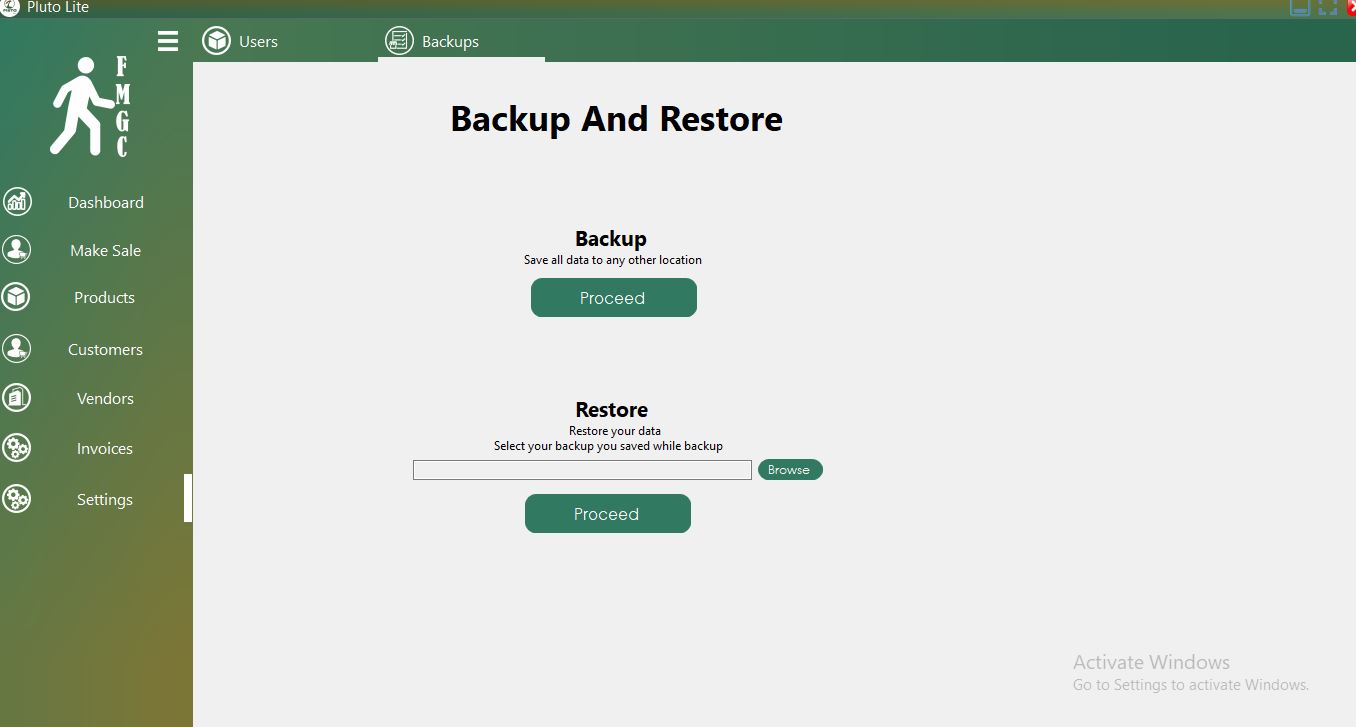 PLUTO
Pluto Lite
Users
Backups
F
M
G
C
Dashboard
Make Sale
Products
Customers
Vendors
Invoices
Settings
Backup And Restore
Backup
Save all data to any other location
Proceed
Restore
Restore your data
Select your backup you saved while backup
Browse
Proceed
Activate Windows
Go to Settings to activate Windows.